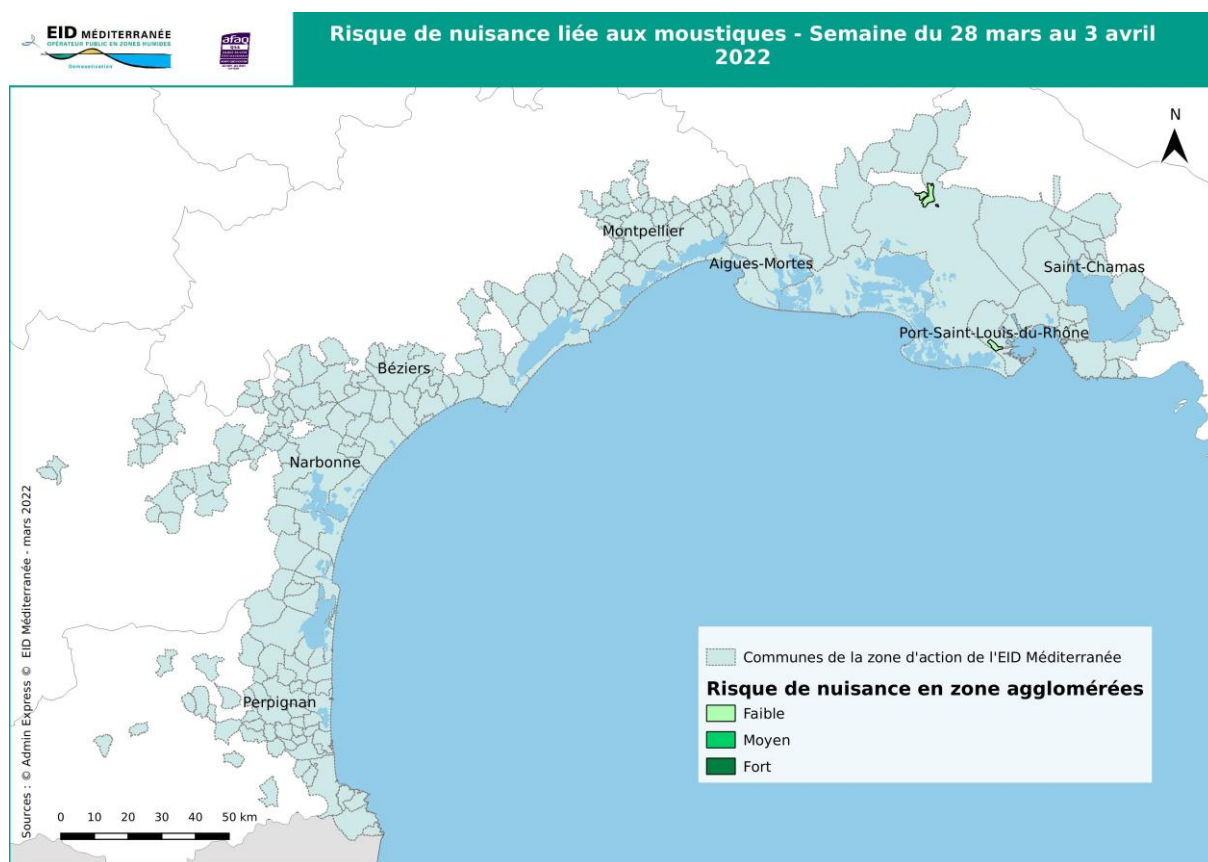 EID MÉDITERRANÉE
OPÉRATEUR PUBLIC EN ZONES HUMIDES
Démoustication
afaq
Risque de nuisance liée aux moustiques - Semaine du 28 mars au 3 avril
2022
N
Montpellier
Aigues-Mortes
Saint-Chamas
Port-Saint-Louis-du-Rhône
Béziers
Narbonne
Perpignan
Communes de la zone d'action de l'EID Méditerranée
Risque de nuisance en zone agglomérées
Faible
Moyen
Fort
0 10 20 30 40 50 km
Sources : © Admin Express © EID Méditerranée - mars 2022